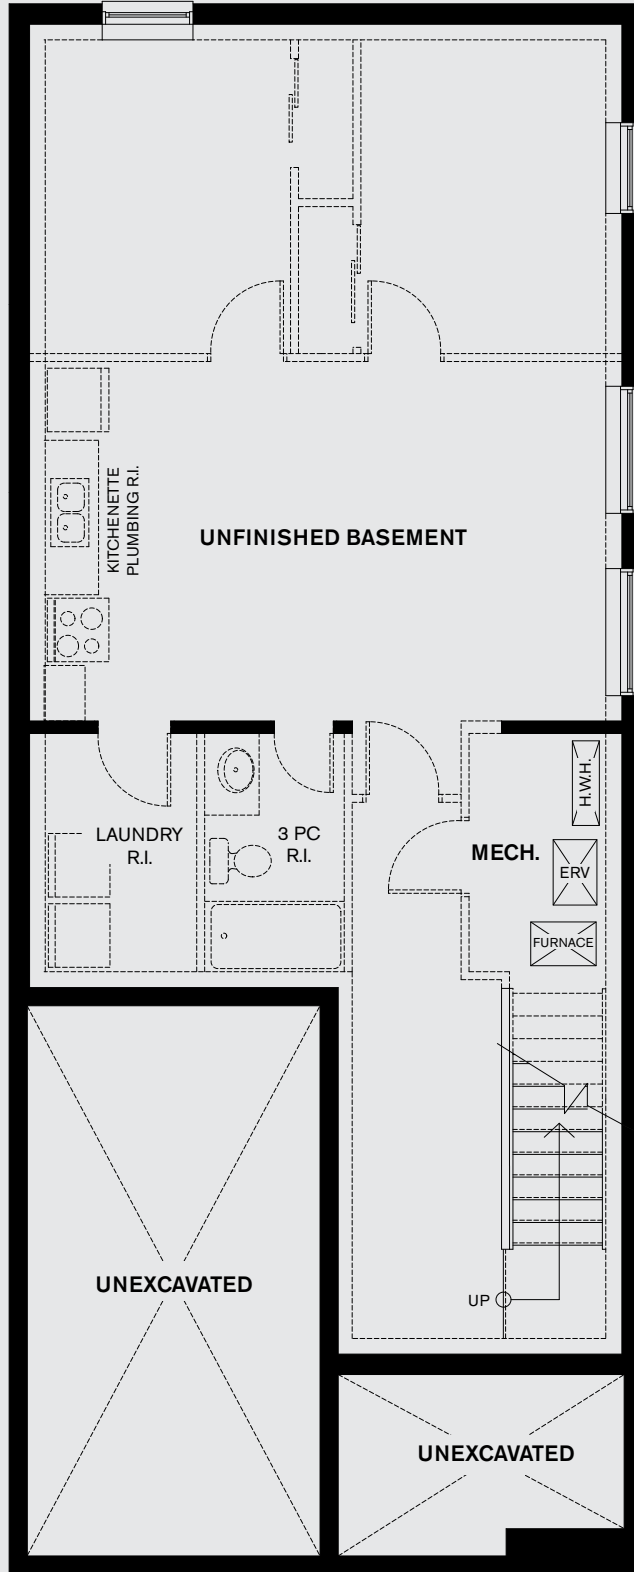 KITCHENETTE
PLUMBING R.I.
UNFINISHED BASEMENT
H.W.H.
LAUNDRY
R.I.
3 PC
R.I.
MECH.
ERV
FURNACE
UNEXCAVATED
UP
UNEXCAVATED